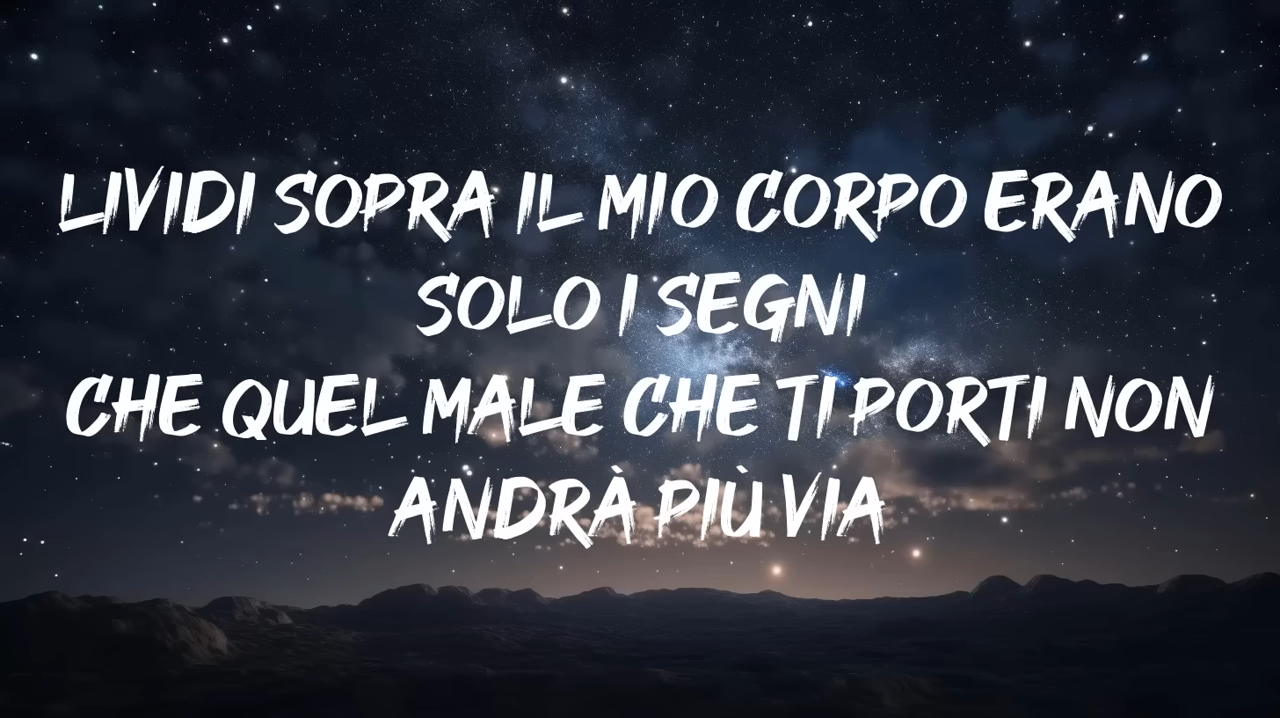 LIVIDI SOPRA IL MIO CORPO ERANO
SOLO I SEGNI
CHE QUEL MALE CHE TI PORTI NON
ANDRÀ PIÙ VIA